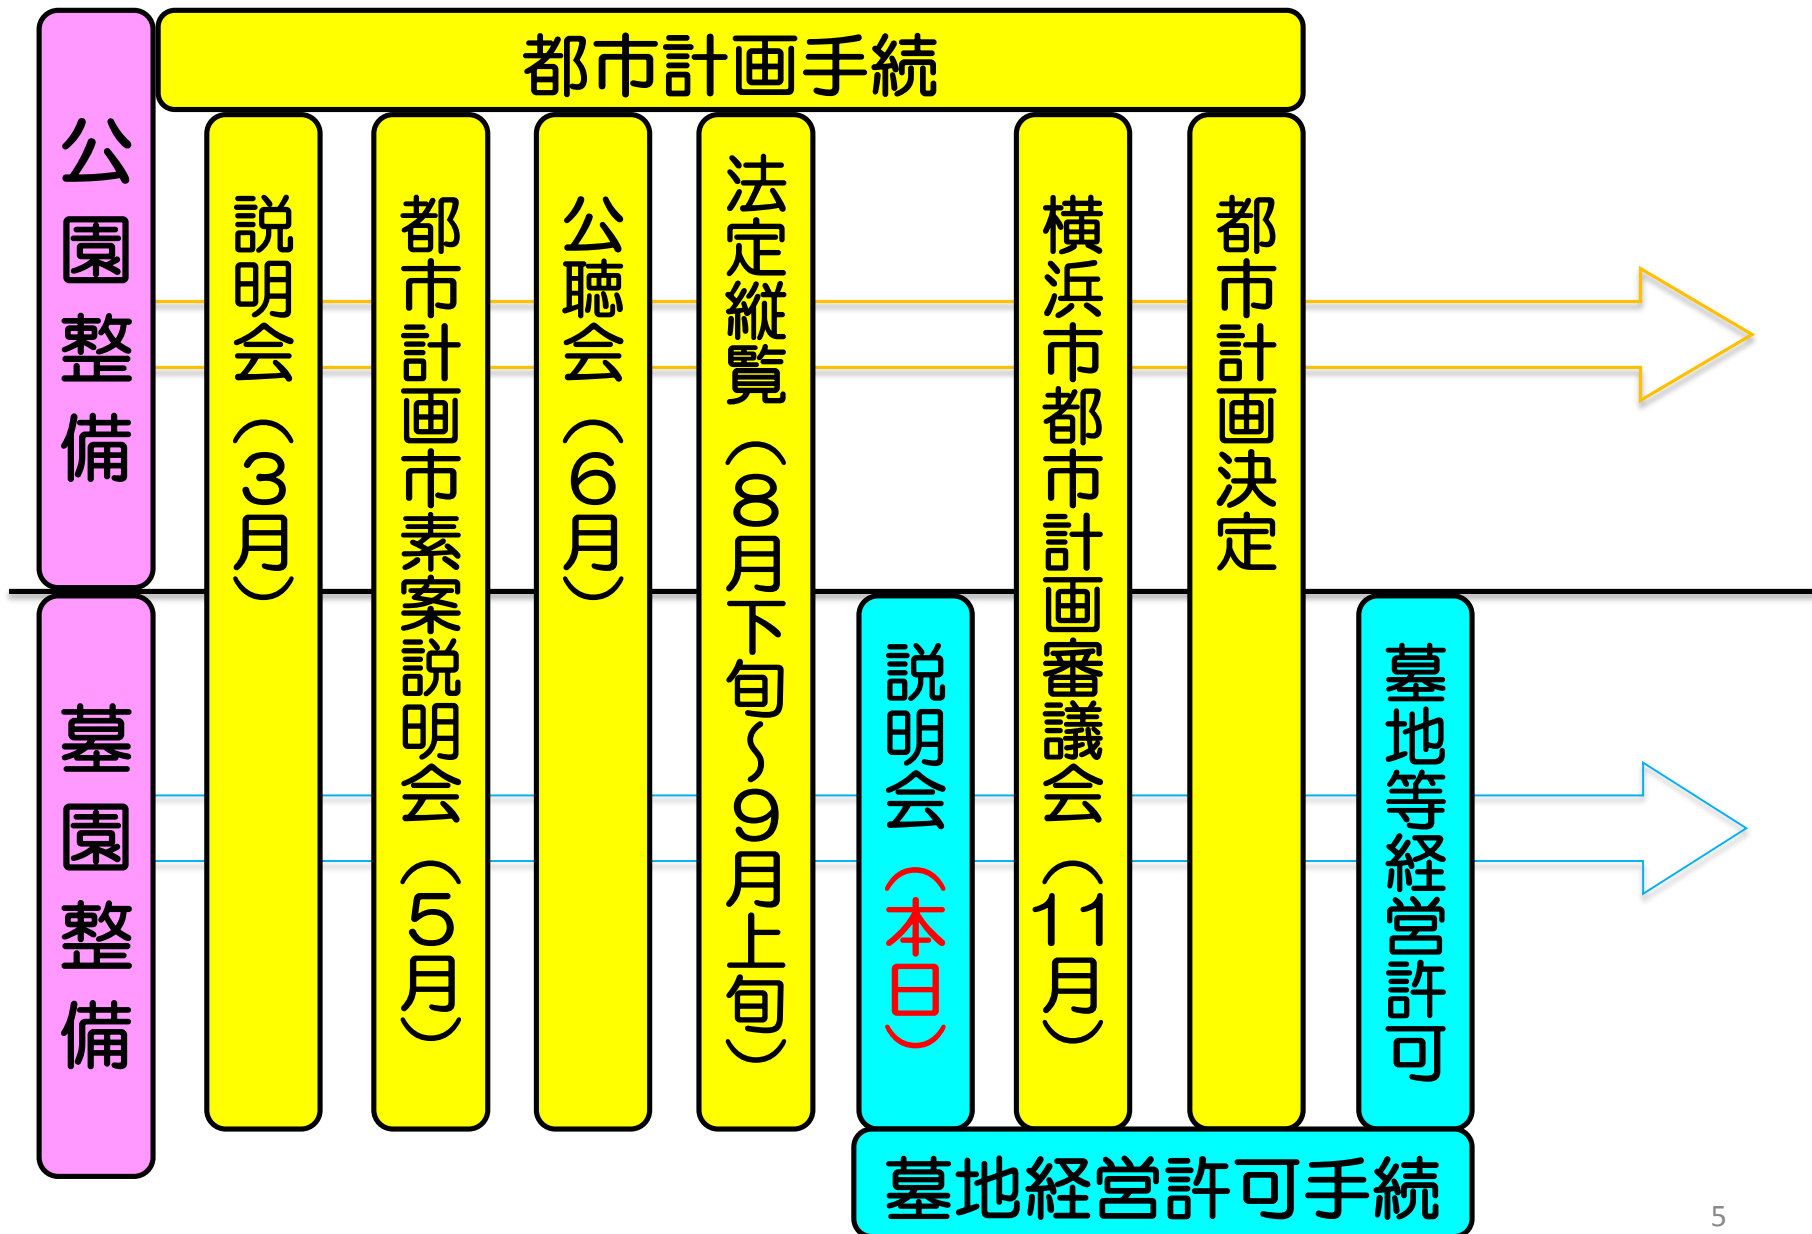 都市計画手続
公園整備
説明会（３月）
都市計画市素案説明会（５月）
公聴会（６月）
法定縦覧（８月下旬～９月上旬）
横浜市都市計画審議会（11月）
都市計画決定
墓園整備
説明会（本日）
墓地等経営許可
墓地経営許可手続
5